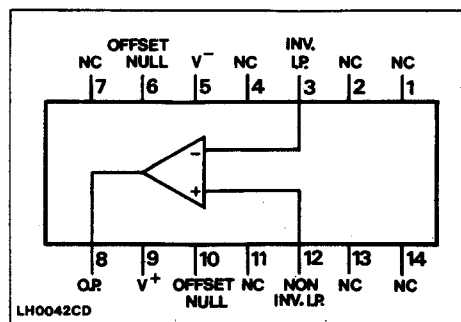 OFFSET INV.
NC NULL V⁻ NC I.P. NC NC
7 6 5 4 3 2 1
−
+
8 9 10 11 12 13 14
O.P. V⁺ OFFSET NC NON NC NC
NULL INV. I.P.
LH0042CD